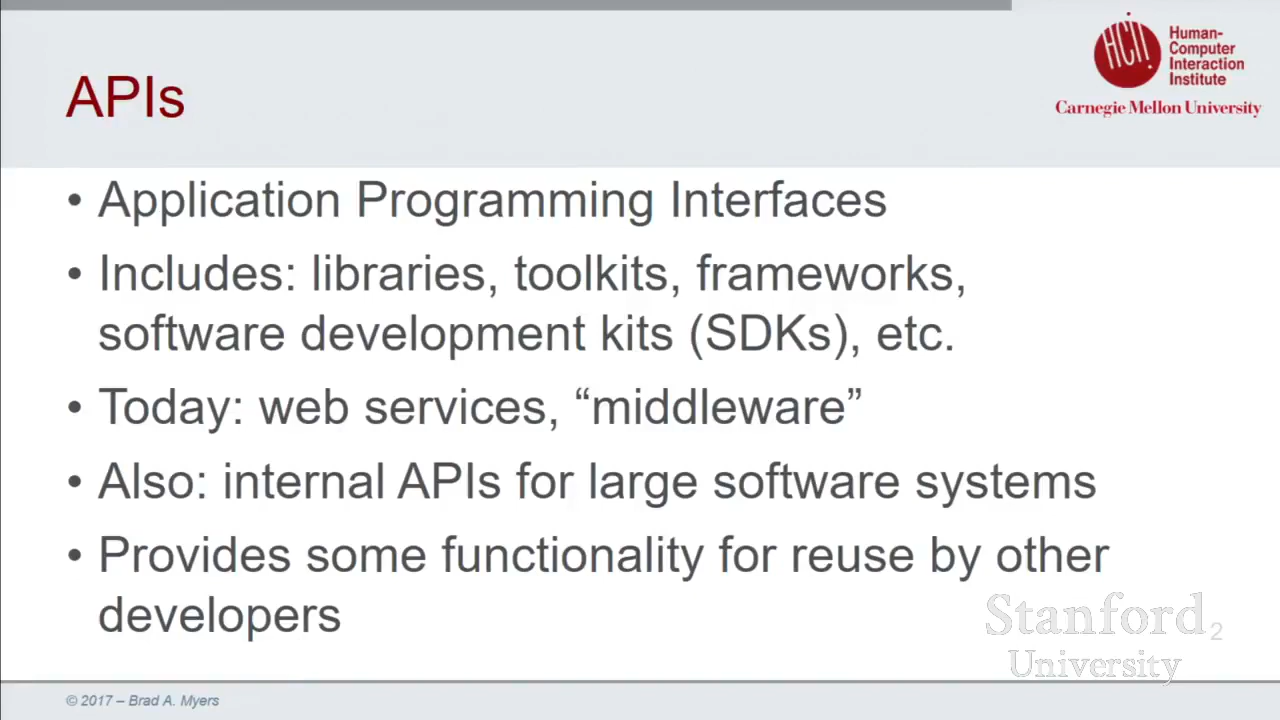 HCII
Human-
Computer
Interaction
Institute
Carnegie Mellon University
APIs
• Application Programming Interfaces
• Includes: libraries, toolkits, frameworks,
software development kits (SDKs), etc.
• Today: web services, “middleware”
• Also: internal APIs for large software systems
• Provides some functionality for reuse by other
developers
Stanford
University
2
© 2017 – Brad A. Myers